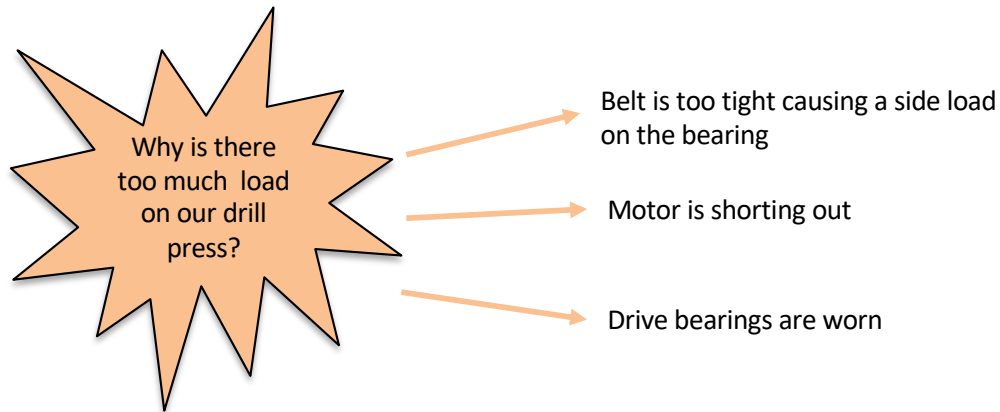 Why is there
too much load
on our drill
press?
Belt is too tight causing a side load
on the bearing
Motor is shorting out
Drive bearings are worn